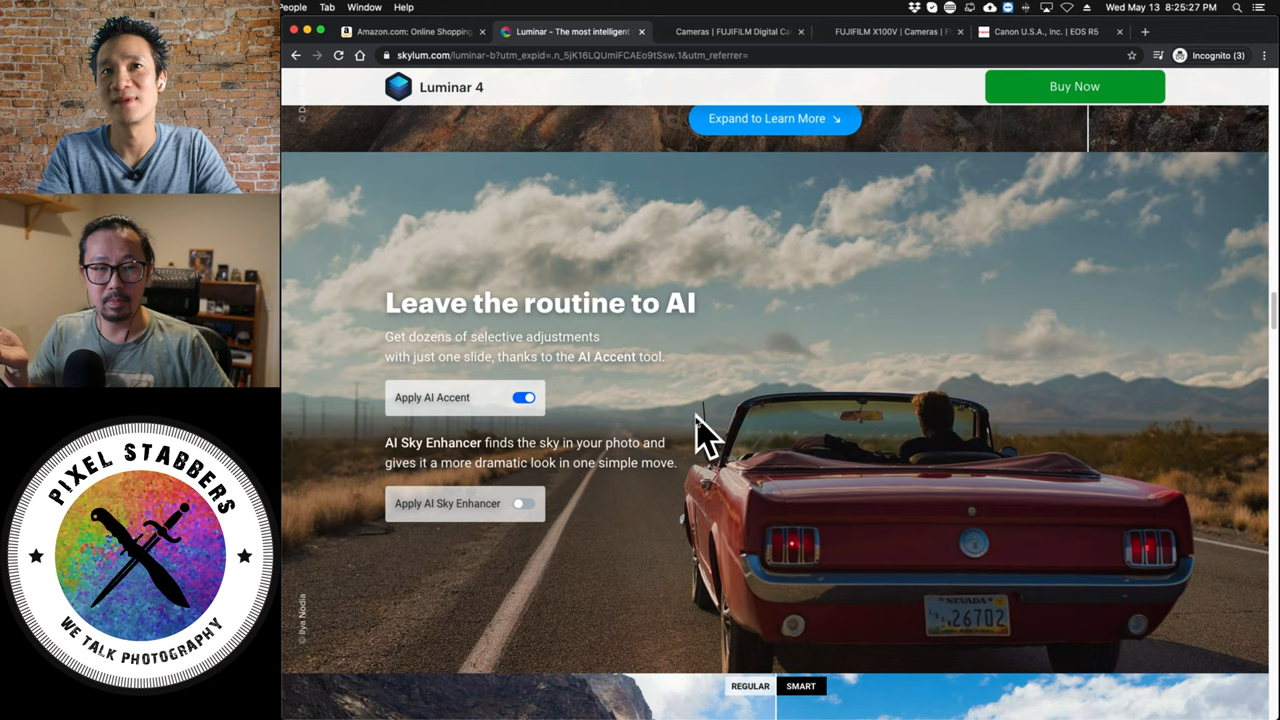 People Tab Window Help
Wed May 13 8:25:27 PM
Amazon.com: Online Shopping
Luminar - The most intelligent
Cameras | FUJIFILM Digital Ca
FUJIFILM X100V | Cameras | F
Canon U.S.A., Inc. | EOS R5
skylum.com/luminar-b?utm_expid=.n_5jK16LQUmiFCAEo9tSsw.1&utm_referrer=
Incognito (3)
Luminar 4
Buy Now
Expand to Learn More
Leave the routine to AI
Get dozens of selective adjustments
with just one slide, thanks to the AI Accent tool.
Apply AI Accent
AI Sky Enhancer finds the sky in your photo and
gives it a more dramatic look in one simple move.
Apply AI Sky Enhancer
© Ilya Nodia
NEVADA
26702
REGULAR SMART
PIXEL STABBERS
WE TALK PHOTOGRAPHY